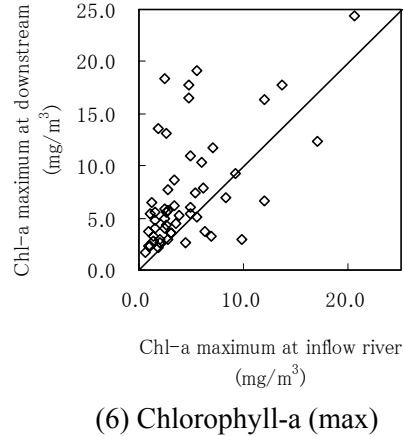 Chl-a maximum at downstream
(mg/m³)
25.0
20.0
15.0
10.0
5.0
0.0
0.0 10.0 20.0
Chl-a maximum at inflow river
(mg/m³)
(6) Chlorophyll-a (max)